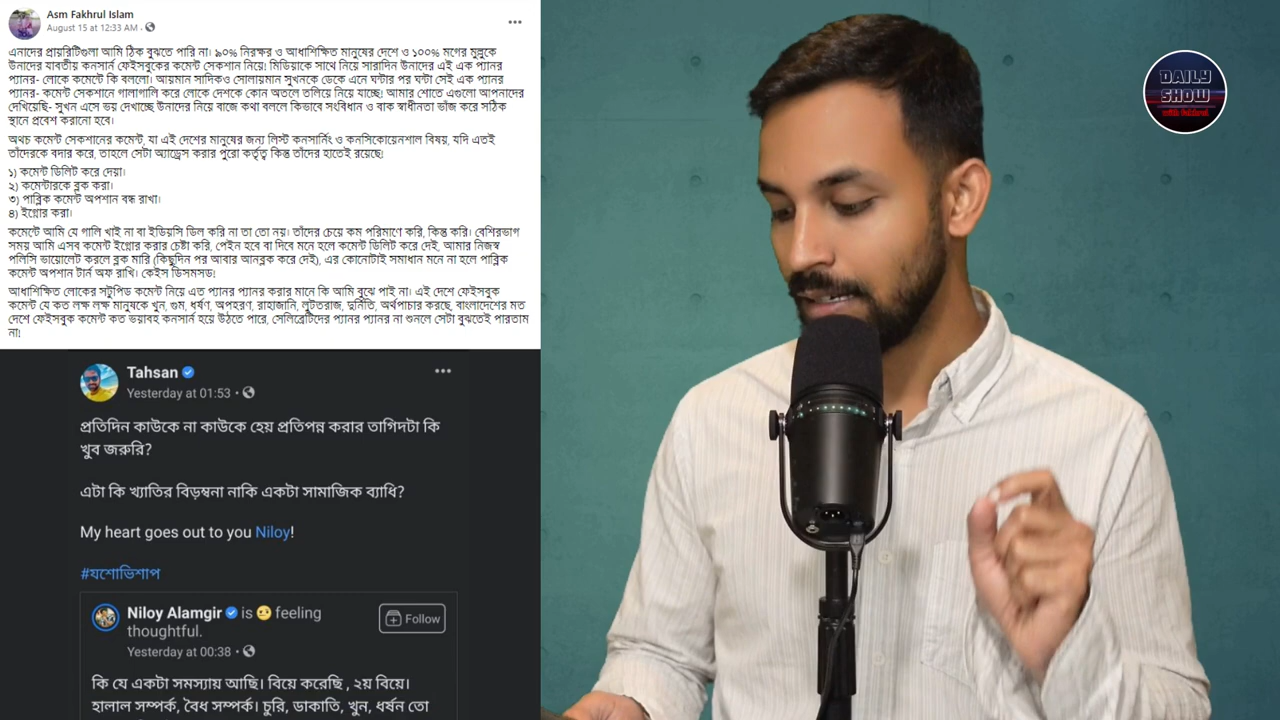 Asm Fakhrul Islam
August 15 at 12:33 AM
এনাদের প্রায়রিটিগুলা আমি ঠিক বুঝতে পারি না। ৯০% নিরক্ষর ও আধাশিক্ষিত মানুষের দেশে ও ১০০% মগের মুল্লুকে
উনাদের যাবতীয় কনসার্ন ফেইসবুকের কমেন্ট সেকশান নিয়ে! মিডিয়াকে সাথে নিয়ে সারাদিন উনাদের এই এক প্যানর
প্যানর- লোকে কমেন্টে কি বললো। আয়মান সাদিকও সোলায়মান সুখনকে ডেকে এনে ঘন্টার পর ঘন্টা সেই এক প্যানর
প্যানর- কমেন্ট সেকশানে গালাগালি করে লোকে দেশকে কোন অতলে তলিয়ে নিয়ে যাচ্ছে! আমার শোতে এগুলো আপনাদের
দেখিয়েছি- সুখন এসে ভয় দেখাচ্ছে উনাদের নিয়ে বাজে কথা বললে কিভাবে সংবিধান ও বাক স্বাধীনতা ভাঁজ করে সঠিক
স্থানে প্রবেশ করানো হবে।
অথচ কমেন্ট সেকশানের কমেন্ট, যা এই দেশের মানুষের জন্য লিস্ট কনসার্নিং ও কনসিকোয়েনশাল বিষয়, যদি এতই
তাঁদেরকে বদার করে, তাহলে সেটা অ্যাড্রেস করার পুরো কর্তৃত্ব কিন্তু তাঁদের হাতেই রয়েছে!
১) কমেন্ট ডিলিট করে দেয়া।
২) কমেন্টারকে ব্লক করা।
৩) পাব্লিক কমেন্ট অপশান বন্ধ রাখা।
৪) ইগ্নোর করা।
কমেন্টে আমি যে গালি খাই না বা ইডিয়সি ডিল করি না তা তো নয়। তাঁদের চেয়ে কম পরিমাণে করি, কিন্তু করি। বেশিরভাগ
সময় আমি এসব কমেন্ট ইগ্নোর করার চেষ্টা করি, পেইন হবে বা দিবে মনে হলে কমেন্ট ডিলিট করে দেই, আমার নিজস্ব
পলিসি ভায়োলেট করলে ব্লক মারি (কিছুদিন পর আবার আনব্লক করে দেই), এর কোনোটাই সমাধান মনে না হলে পাব্লিক
কমেন্ট অপশান টার্ন অফ রাখি। কেইস ডিসমিসড!
আধাশিক্ষিত লোকের স্টুপিড কমেন্ট নিয়ে এত প্যানর প্যানর করার মানে কি আমি বুঝে পাই না। এই দেশে ফেইসবুক
কমেন্ট যে কত লক্ষ লক্ষ মানুষকে খুন, গুম, ধর্ষণ, অপহরণ, রাহাজানি, লুটতরাজ, দুর্নিতি, অর্থপাচার করছে, বাংলাদেশের মত
দেশে ফেইসবুক কমেন্ট কত ভয়াবহ কনসার্ন হয়ে উঠতে পারে, সেলিব্রেটিদের প্যানর প্যানর না শুনলে সেটা বুঝতেই পারতাম
না!
Tahsan
Yesterday at 01:53
প্রতিদিন কাউকে না কাউকে হেয় প্রতিপন্ন করার তাগিদটা কি
খুব জরুরি?
এটা কি খ্যাতির বিড়ম্বনা নাকি একটা সামাজিক ব্যাধি?
My heart goes out to you Niloy!
#যশোভিশাপ
Niloy Alamgir is feeling
thoughtful.
Follow
Yesterday at 00:38
কি যে একটা সমস্যায় আছি। বিয়ে করেছি , ২য় বিয়ে।
হালাল সম্পর্ক, বৈধ সম্পর্ক। চুরি, ডাকাতি, খুন, ধর্ষন তো
DAILY
SHOW
with fakhrul